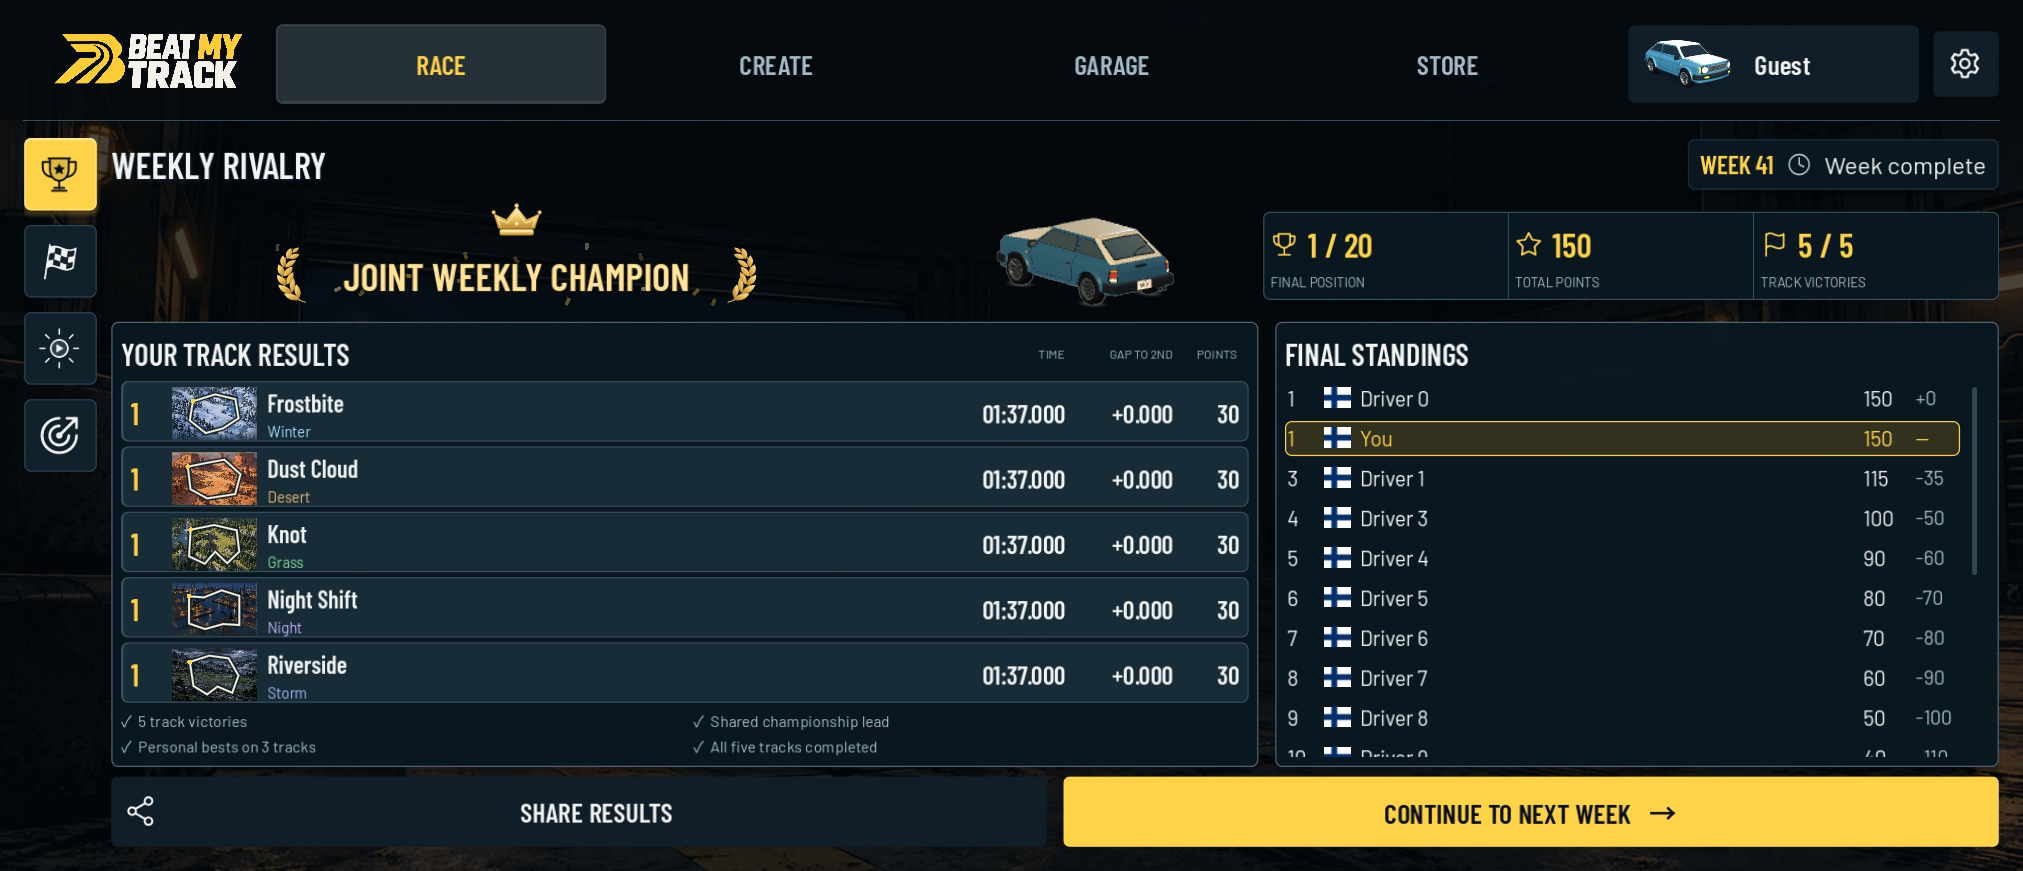 BEAT MY TRACK
RACE
CREATE
GARAGE
STORE
Guest
WEEKLY RIVALRY
WEEK 41 Week complete
JOINT WEEKLY CHAMPION
1 / 20
FINAL POSITION
150
TOTAL POINTS
5 / 5
TRACK VICTORIES
YOUR TRACK RESULTS TIME GAP TO 2ND POINTS
1 Frostbite 01:37.000 +0.000 30
Winter
1 Dust Cloud 01:37.000 +0.000 30
Desert
1 Knot 01:37.000 +0.000 30
Grass
1 Night Shift 01:37.000 +0.000 30
Night
1 Riverside 01:37.000 +0.000 30
Storm
✓ 5 track victories
✓ Shared championship lead
✓ Personal bests on 3 tracks
✓ All five tracks completed
FINAL STANDINGS
1 Driver 0 150 +0
1 You 150 –
3 Driver 1 115 -35
4 Driver 3 100 -50
5 Driver 4 90 -60
6 Driver 5 80 -70
7 Driver 6 70 -80
8 Driver 7 60 -90
9 Driver 8 50 -100
10 Driver 9 40 -110
SHARE RESULTS
CONTINUE TO NEXT WEEK →